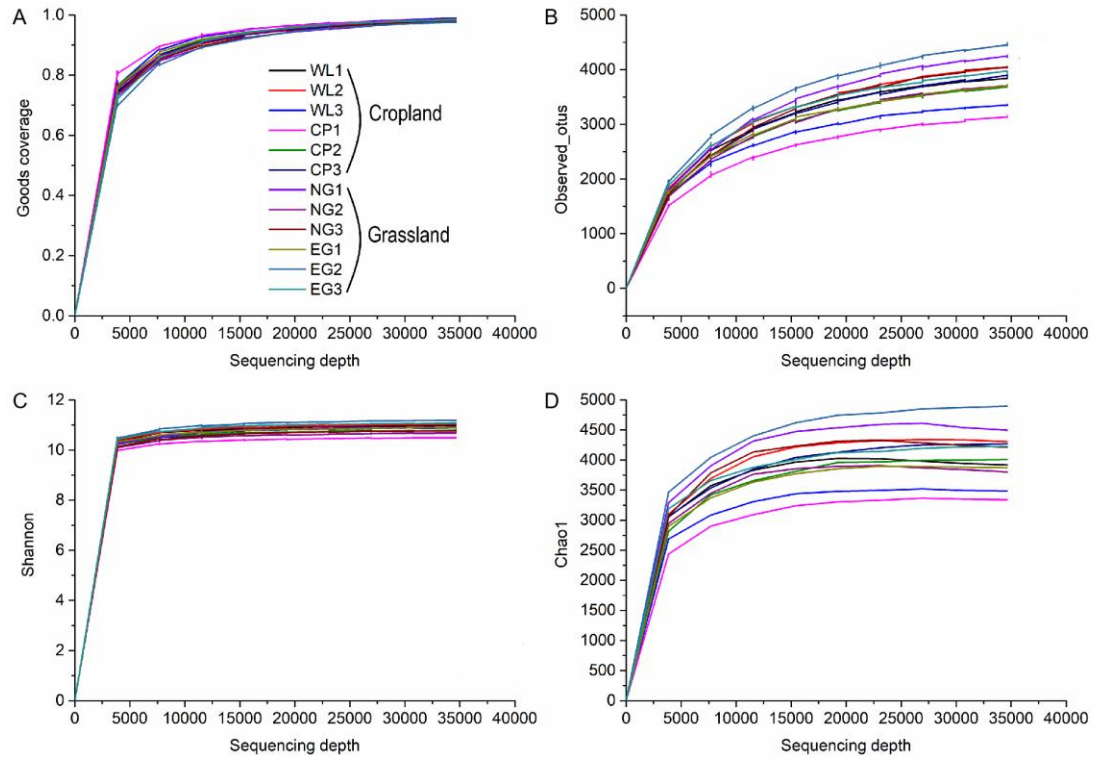 A
Goods coverage
1.0
0.8
0.6
0.4
0.2
0.0
WL1
WL2
WL3
CP1
CP2
CP3
NG1
NG2
NG3
EG1
EG2
EG3
Cropland
Grassland
0 5000 10000 15000 20000 25000 30000 35000 40000
Sequencing depth
B
Observed_otus
5000
4000
3000
2000
1000
0
0 5000 10000 15000 20000 25000 30000 35000 40000
Sequencing depth
C
Shannon
12
10
8
6
4
2
0
0 5000 10000 15000 20000 25000 30000 35000 40000
Sequencing depth
D
Chao1
5000
4500
4000
3500
3000
2500
2000
1500
1000
500
0
0 5000 10000 15000 20000 25000 30000 35000 40000
Sequencing depth